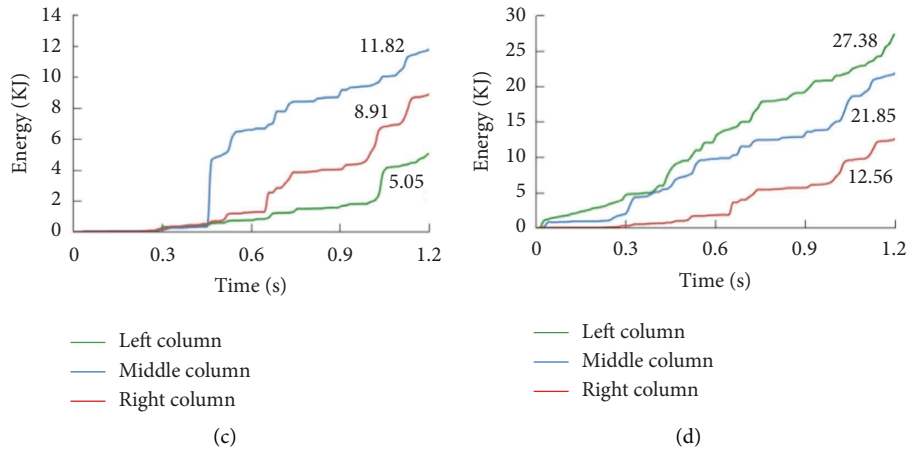 14
12
10
8
6
4
2
0
Energy (KJ)
11.82
8.91
5.05
0 0.3 0.6 0.9 1.2
Time (s)
Left column
Middle column
Right column
(c)
30
25
20
15
10
5
0
Energy (KJ)
27.38
21.85
12.56
0 0.3 0.6 0.9 1.2
Time (s)
Left column
Middle column
Right column
(d)